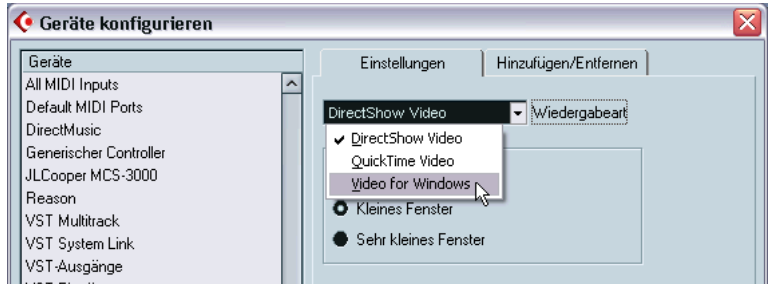 Geräte konfigurieren
Geräte
All MIDI Inputs
Default MIDI Ports
DirectMusic
Generischer Controller
JLCooper MCS-3000
Reason
VST Multitrack
VST System Link
VST-Ausgänge
Einstellungen
Hinzufügen/Entfernen
DirectShow Video
Wiedergabeart
DirectShow Video
QuickTime Video
Video for Windows
Kleines Fenster
Sehr kleines Fenster